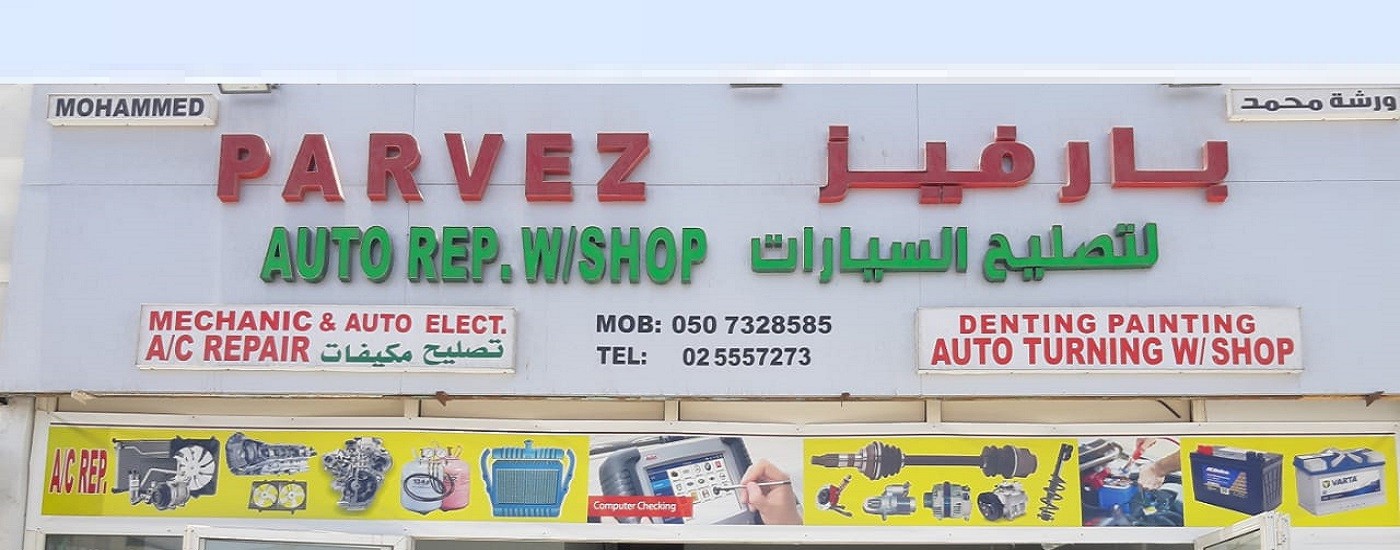 MOHAMMED
ورشة محمد
PARVEZ
بارفيز
AUTO REP. W/SHOP
لتصليح السيارات
MECHANIC & AUTO ELECT.
A/C REPAIR تصليح مكيفات
MOB: 050 7328585
TEL: 02 5557273
DENTING PAINTING
AUTO TURNING W/SHOP
A/C REP.
Computer Checking
VARTA